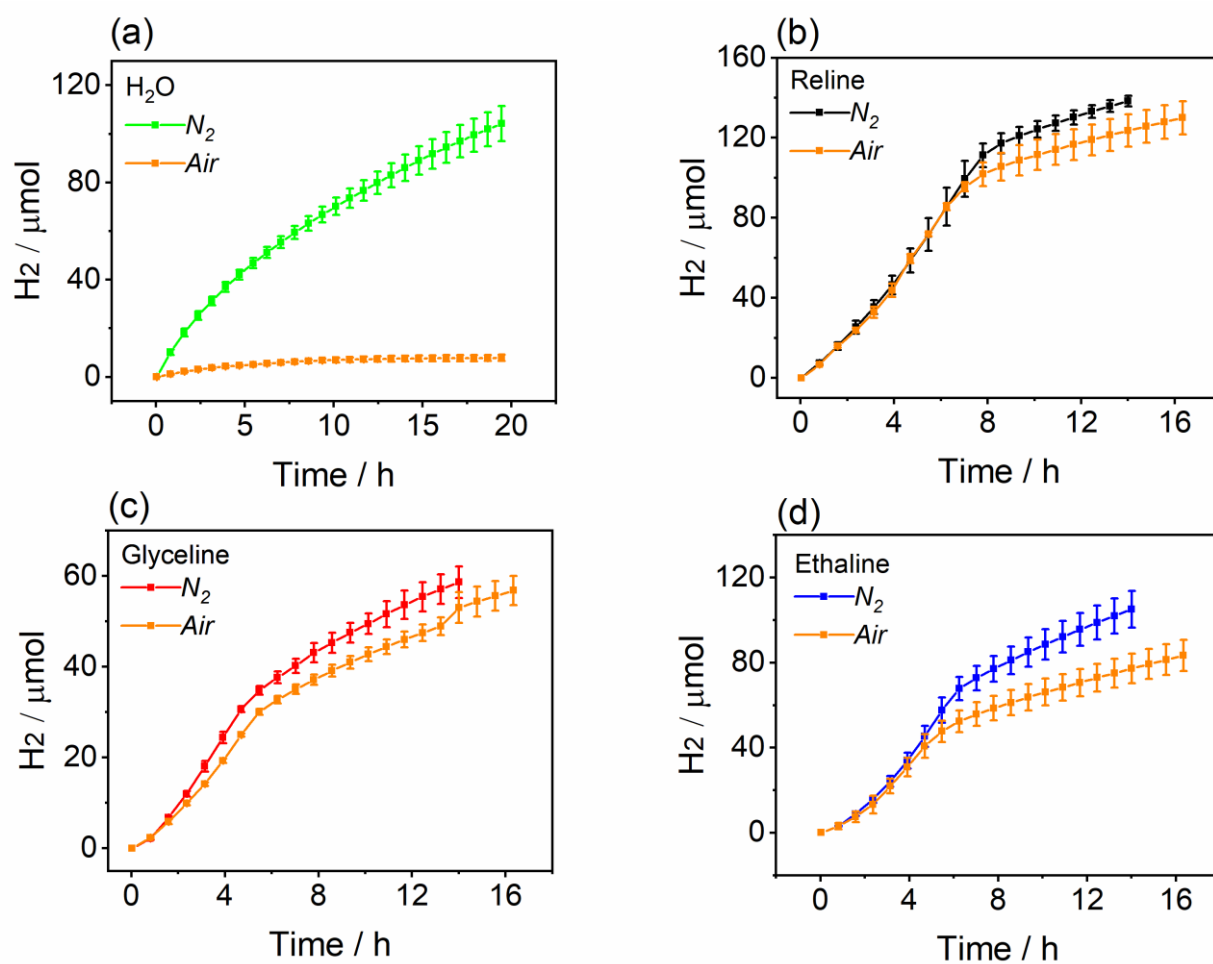 (a)
H₂O
N₂
Air
120
80
40
0
H2 / μmol
0 5 10 15 20
Time / h
(b)
Reline
N₂
Air
160
120
80
40
0
H2 / μmol
0 4 8 12 16
Time / h
(c)
Glyceline
N₂
Air
60
40
20
0
H2 / μmol
0 4 8 12 16
Time / h
(d)
Ethaline
N₂
Air
120
80
40
0
H2 / μmol
0 4 8 12 16
Time / h